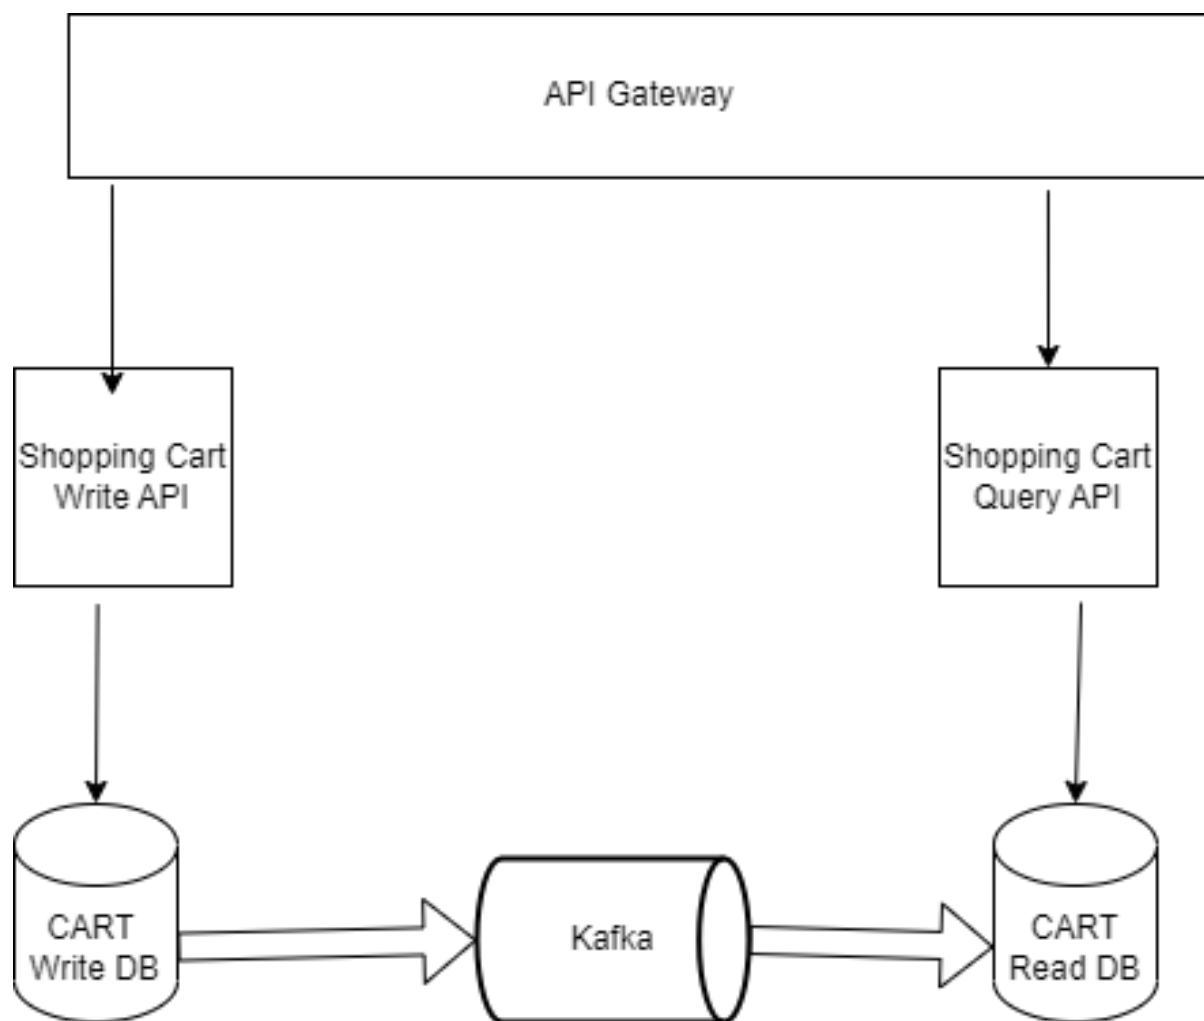 API Gateway
Shopping Cart
Write API
Shopping Cart
Query API
CART
Write DB
Kafka
CART
Read DB